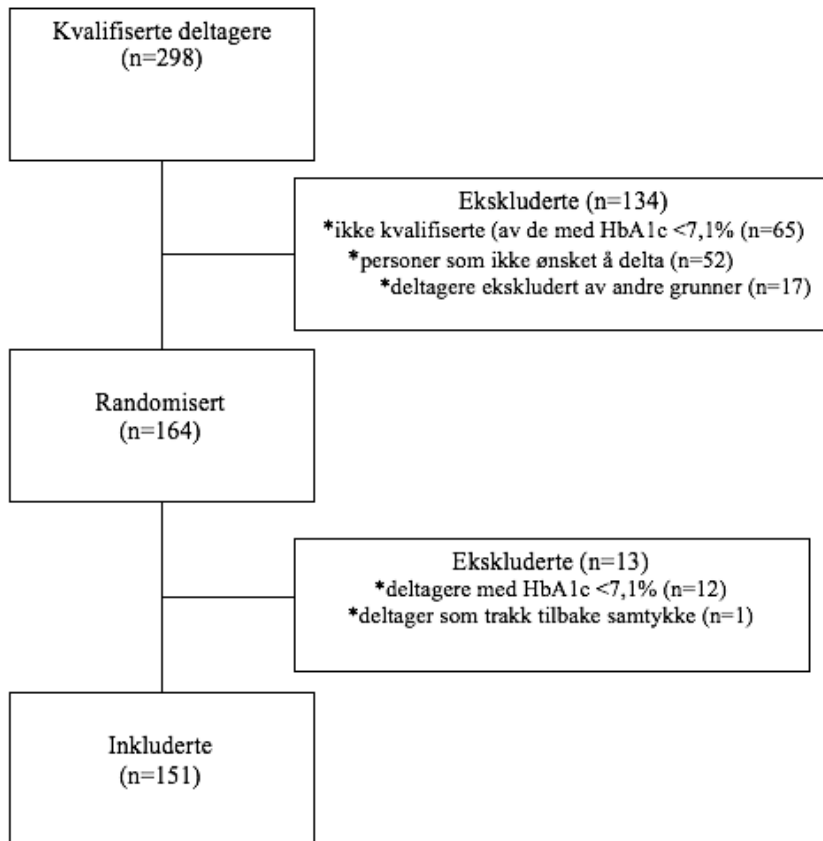 Kvalifiserte deltagere
(n=298)
Ekskluderte (n=134)
*ikke kvalifiserte (av de med HbA1c <7,1% (n=65)
*personer som ikke ønsket å delta (n=52)
*deltagere ekskludert av andre grunner (n=17)
Randomisert
(n=164)
Ekskluderte (n=13)
*deltagere med HbA1c <7,1% (n=12)
*deltager som trakk tilbake samtykke (n=1)
Inkluderte
(n=151)